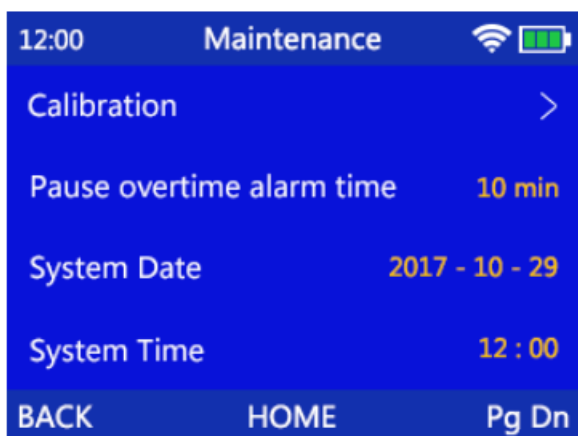 12:00 Maintenance
Calibration >
Pause overtime alarm time 10 min
System Date 2017 - 10 - 29
System Time 12 : 00
BACK HOME Pg Dn